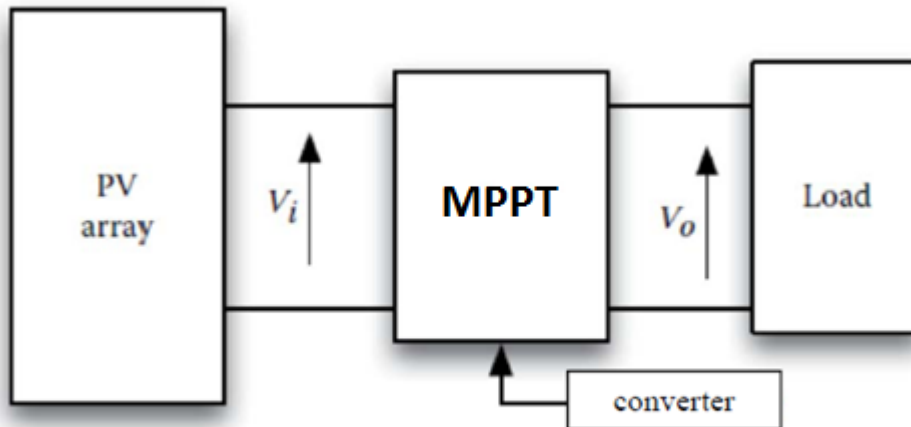 PV
array
Vi
MPPT
Vo
Load
converter